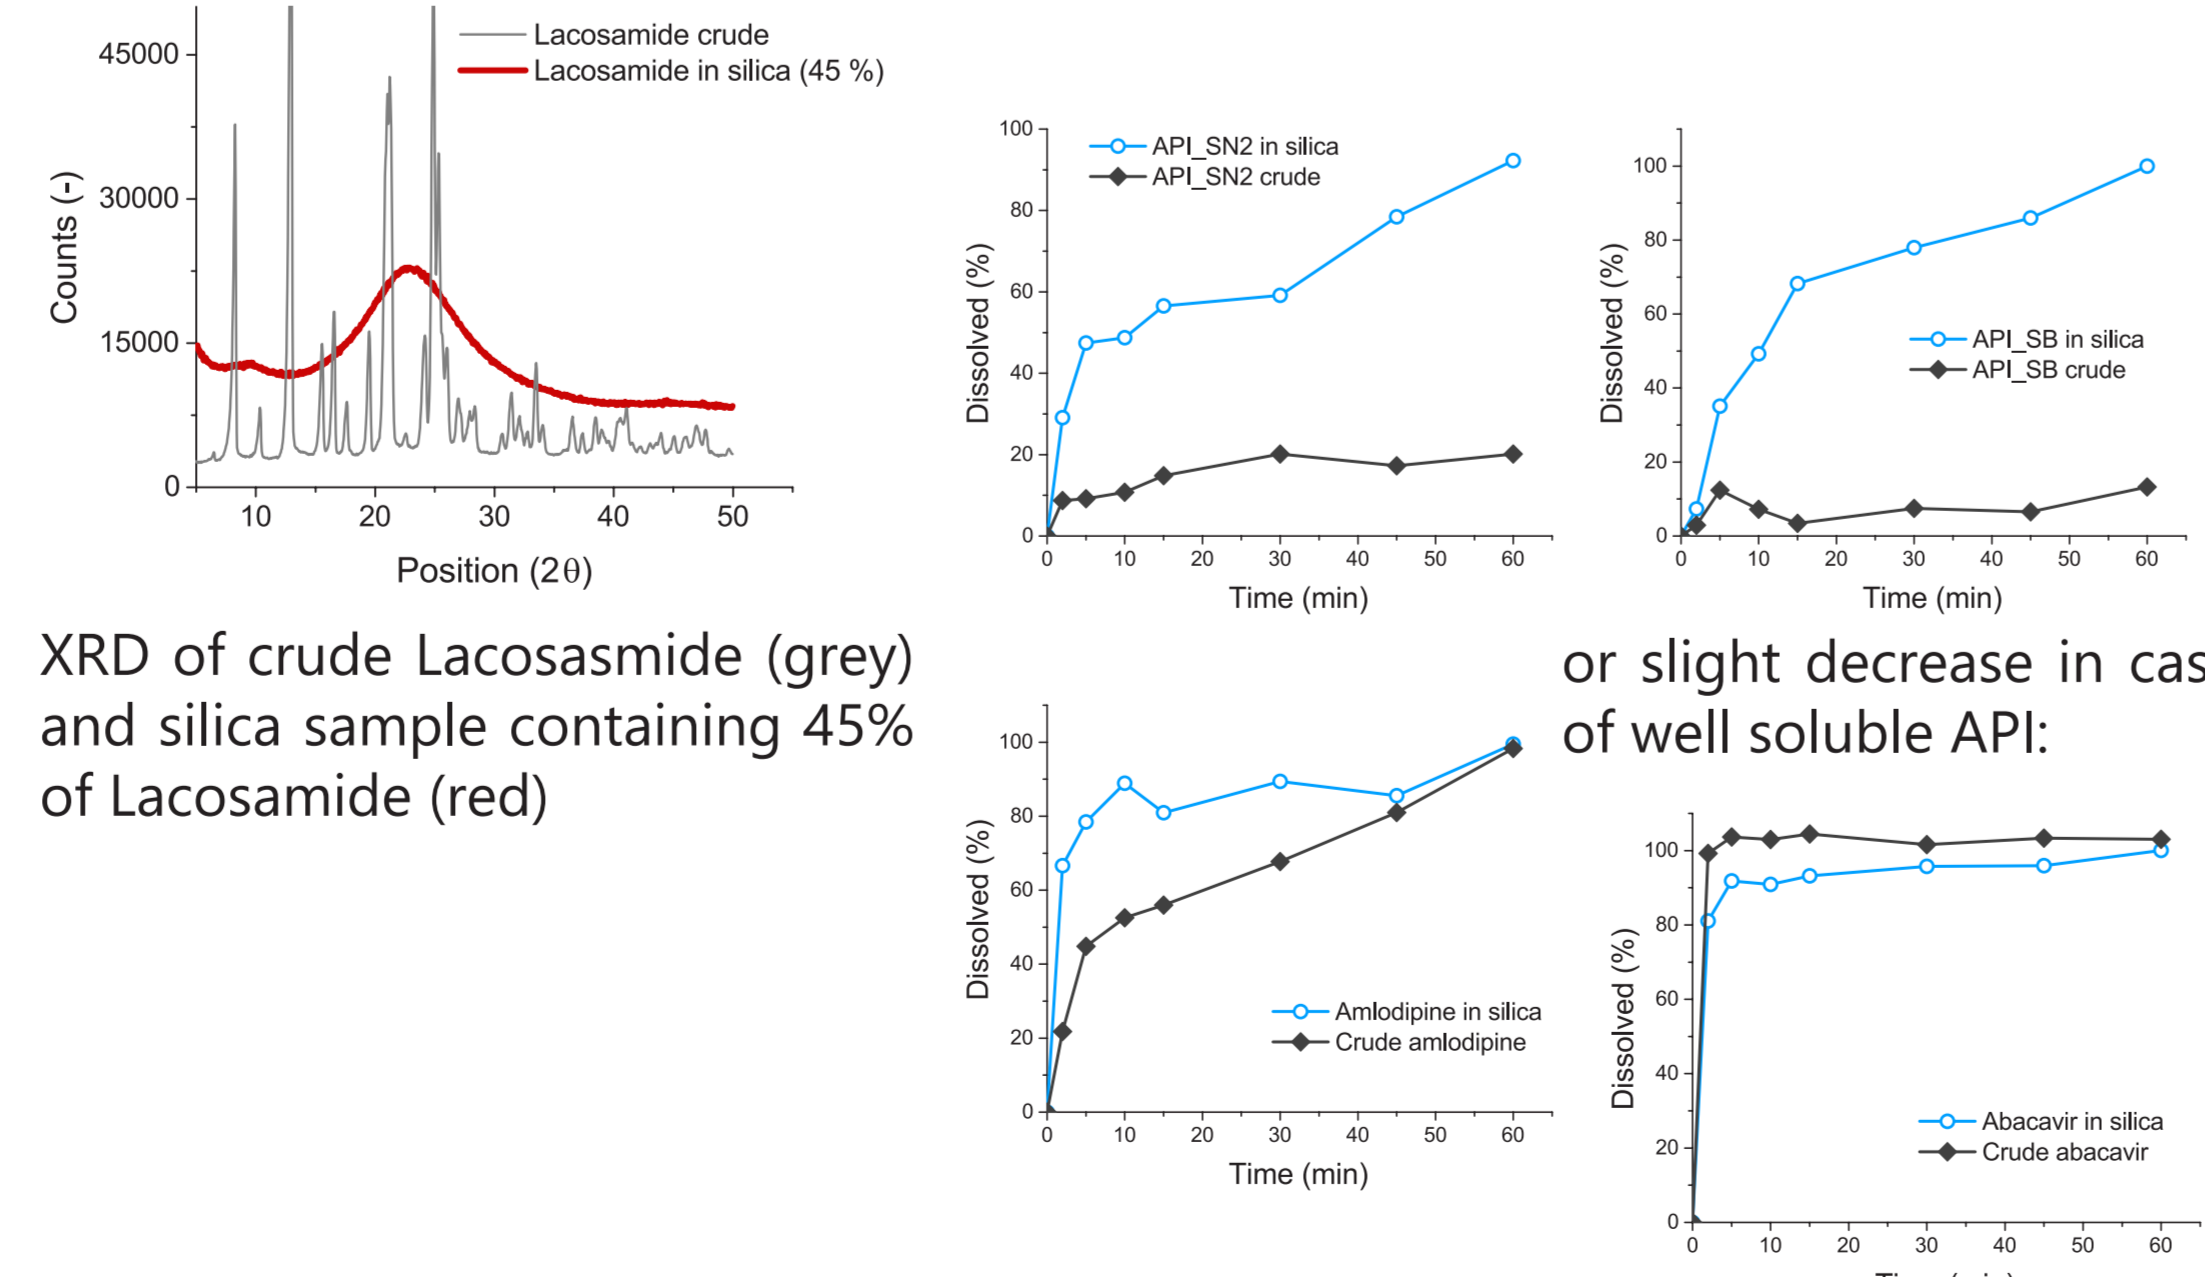 Lacosamide crude
Lacosamide in silica (45 %)
45000
30000
15000
0
Counts (-)
10 20 30 40 50
Position (2θ)
XRD of crude Lacosasmide (grey)
and silica sample containing 45%
of Lacosamide (red)
API_SN2 in silica
API_SN2 crude
100
80
60
40
20
0
Dissolved (%)
0 10 20 30 40 50 60
Time (min)
API_SB in silica
API_SB crude
100
80
60
40
20
0
Dissolved (%)
0 10 20 30 40 50 60
Time (min)
100
80
60
40
20
0
Dissolved (%)
Amlodipine in silica
Crude amlodipine
0 10 20 30 40 50 60
Time (min)
or slight decrease in cas
of well soluble API:
100
80
60
40
20
0
Dissolved (%)
Abacavir in silica
Crude abacavir
0 10 20 30 40 50 60